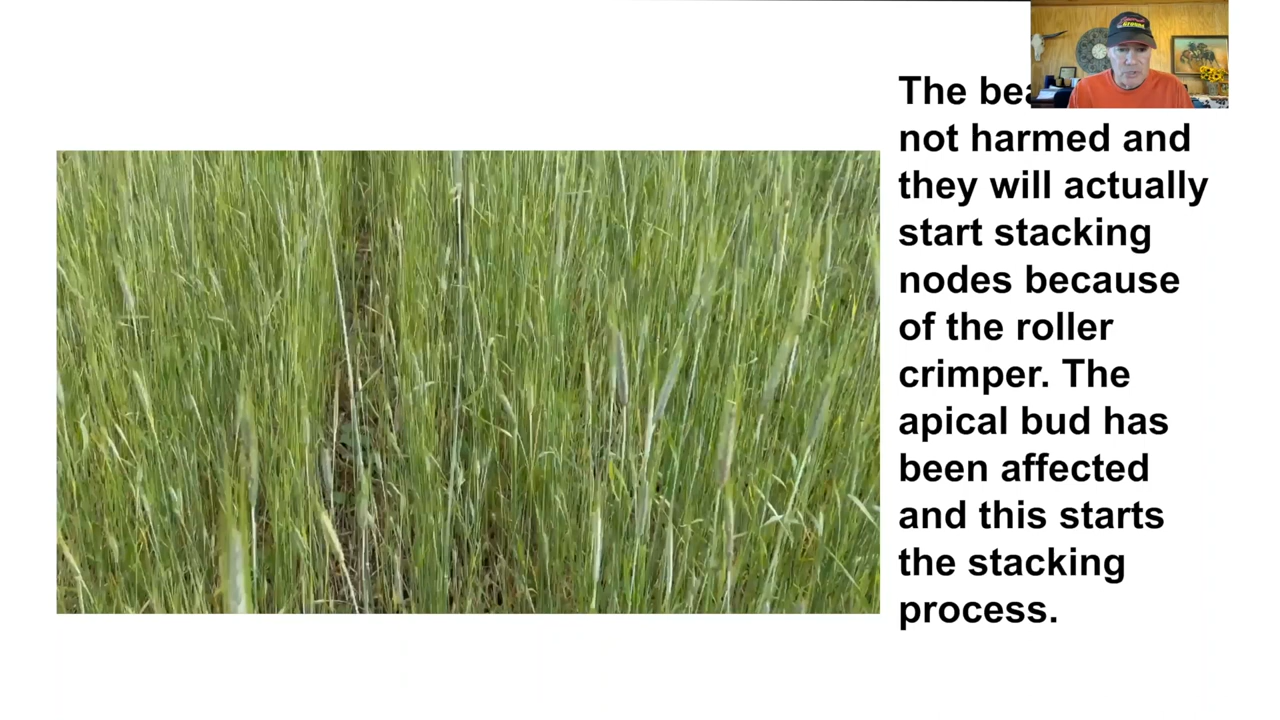 The
not harmed and
they will actually
start stacking
nodes because
of the roller
crimper. The
apical bud has
been affected
and this starts
the stacking
process.